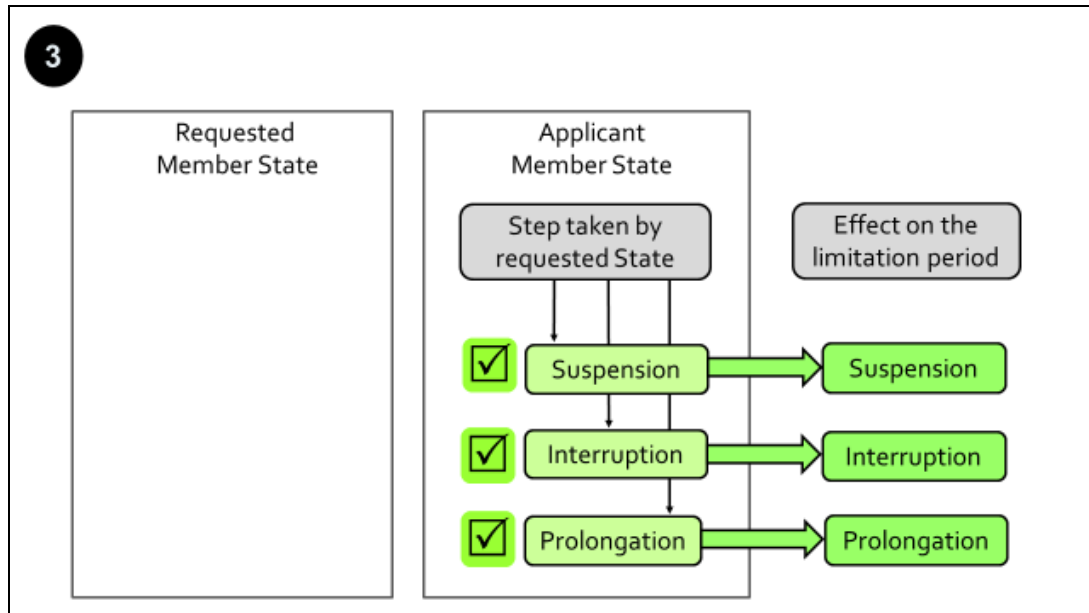 3
Requested
Member State
Applicant
Member State
Step taken by
requested State
Effect on the
limitation period
Suspension
Suspension
Interruption
Interruption
Prolongation
Prolongation